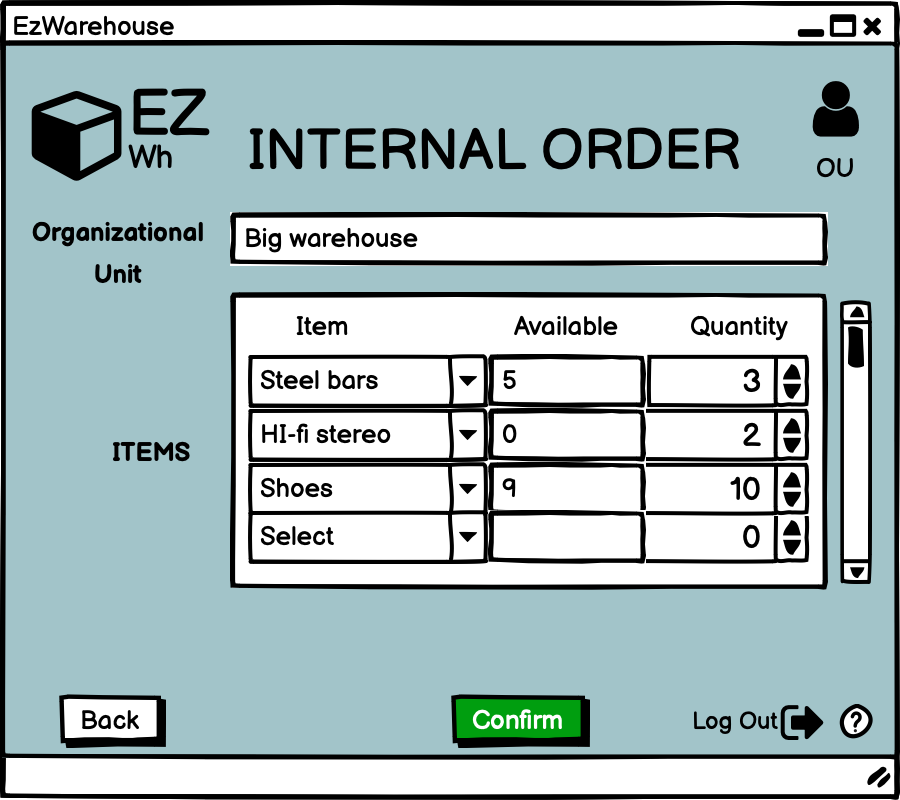 EzWarehouse
EZ
Wh
INTERNAL ORDER
OU
Organizational
Unit
Big warehouse
Item Available Quantity
Steel bars 5 3
HI-fi stereo 0 2
ITEMS
Shoes 9 10
Select 0
Back Confirm Log Out ?